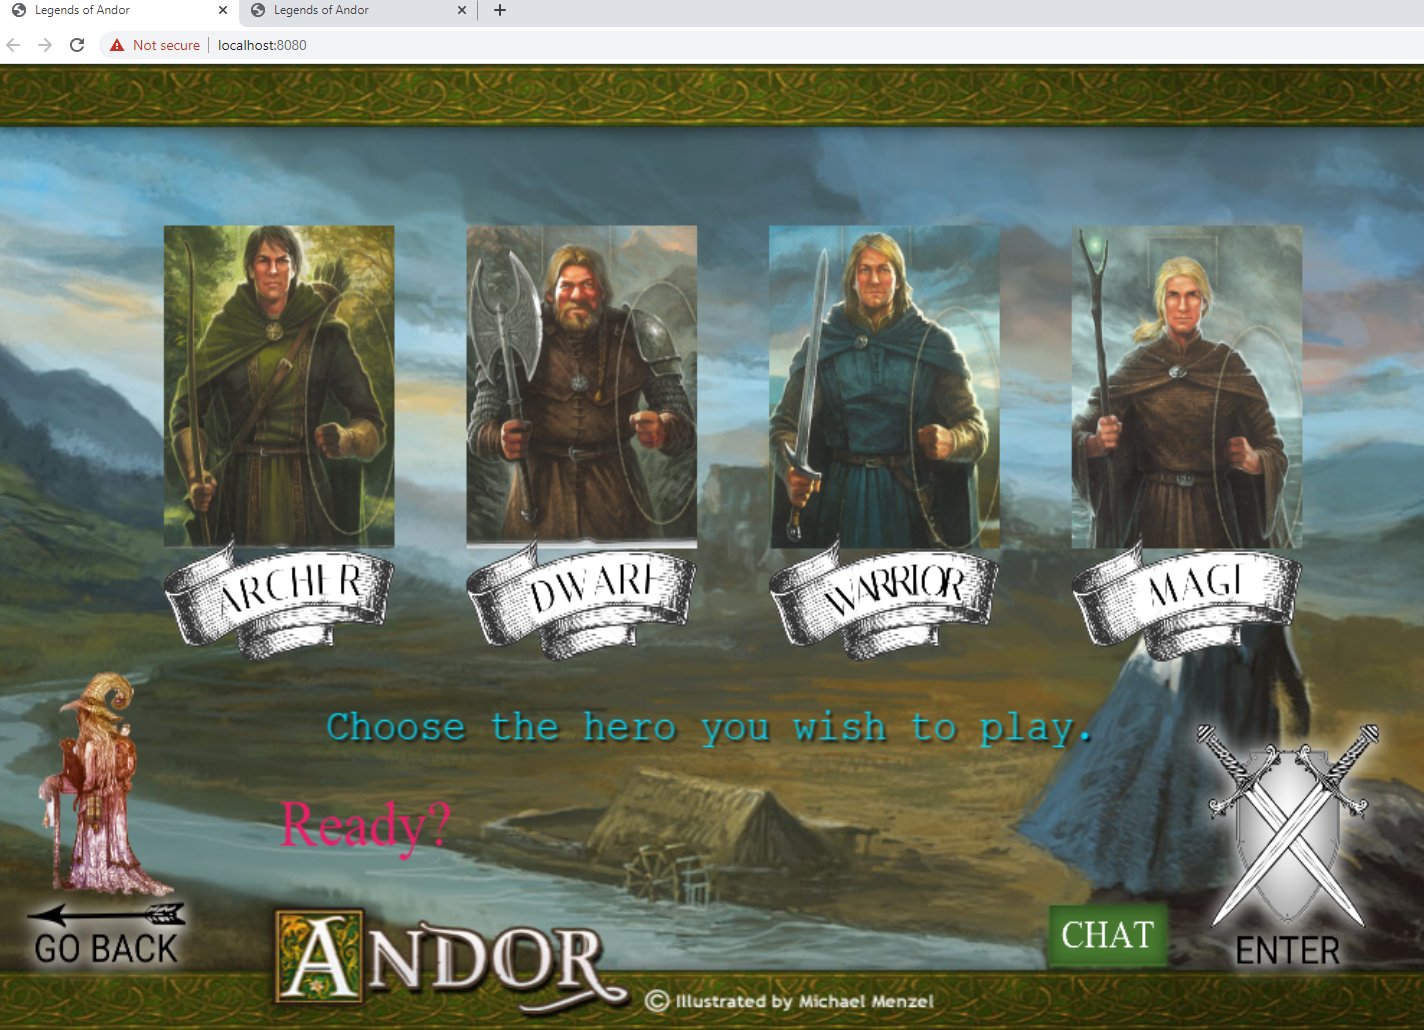 Legends of Andor
Legends of Andor
Not secure
localhost:8080
ARCHER
DWARF
WARRIOR
MAGE
Choose the hero you wish to play.
Ready?
GO BACK
ANDOR
© Illustrated by Michael Menzel
CHAT
ENTER